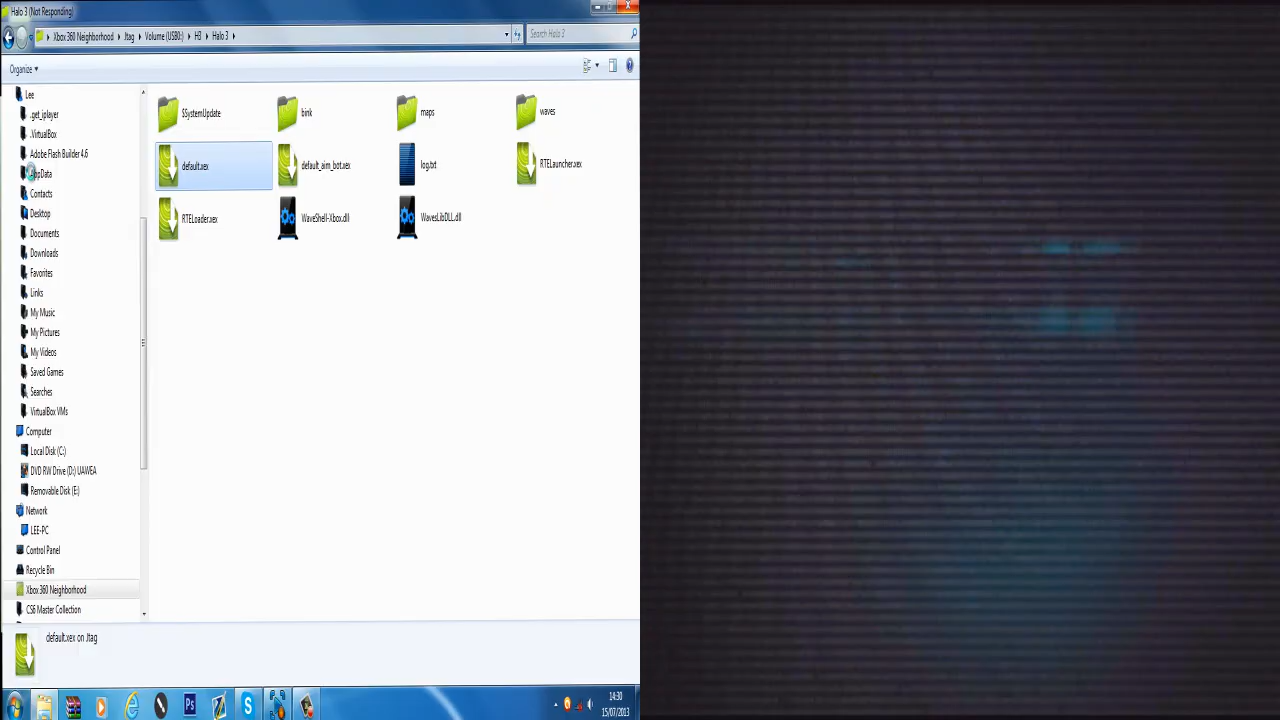 Halo 3 (Not Responding)
Xbox 360 Neighborhood
Jtag
Volume (USB0:)
H3
Halo 3
Search Halo 3
Organize
Lee
.get_iplayer
.VirtualBox
Adobe Flash Builder 4.6
AppData
Contacts
Desktop
Documents
Downloads
Favorites
Links
My Music
My Pictures
My Videos
Saved Games
Searches
VirtualBox VMs
Computer
Local Disk (C:)
DVD RW Drive (D:) UAWEA
Removable Disk (E:)
Network
LEE-PC
Control Panel
Recycle Bin
Xbox 360 Neighborhood
CS6 Master Collection
$SystemUpdate
bink
maps
waves
default.xex
default_aim_bot.xex
log.txt
RTELauncher.xex
RTELoader.xex
WaveShell-Xbox.dll
WavesLibDLL.dll
default.xex on Jtag
Ps
14:30
15/07/2013